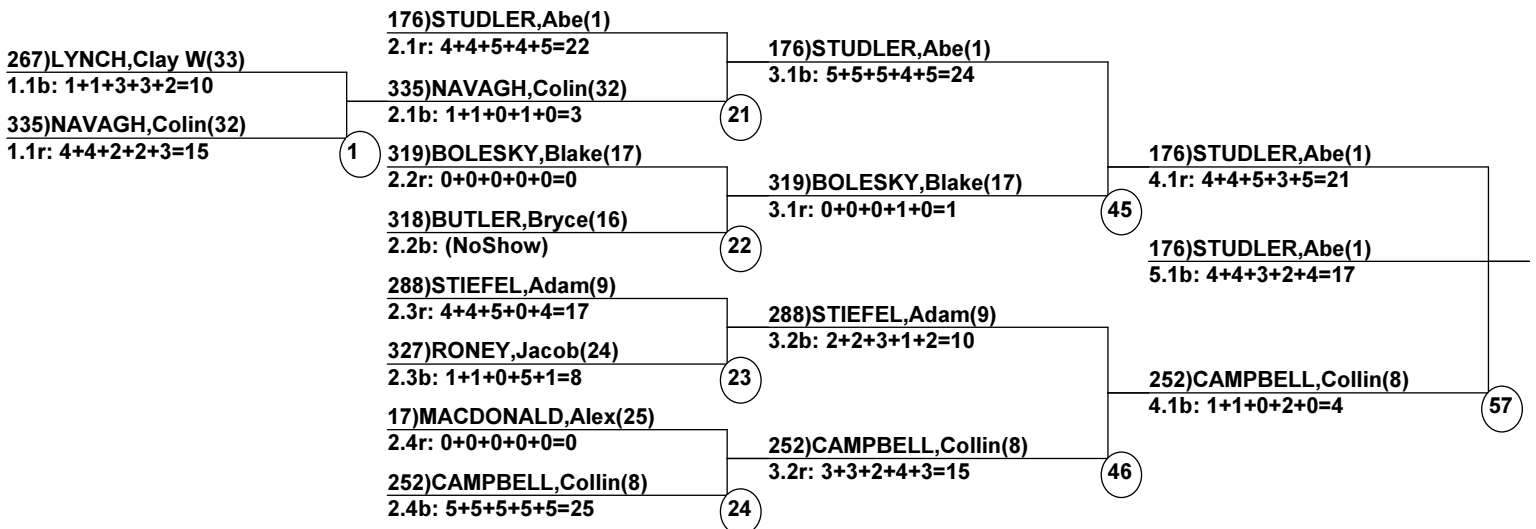 267)LYNCH,Clay W(33)
1.1b: 1+1+3+3+2=10
335)NAVAGH,Colin(32)
1.1r: 4+4+2+2+3=15
1
176)STUDLER,Abe(1)
2.1r: 4+4+5+4+5=22
335)NAVAGH,Colin(32)
2.1b: 1+1+0+1+0=3
21
319)BOLESKY,Blake(17)
2.2r: 0+0+0+0+0=0
318)BUTLER,Bryce(16)
2.2b: (NoShow)
22
288)STIEFEL,Adam(9)
2.3r: 4+4+5+0+4=17
327)RONEY,Jacob(24)
2.3b: 1+1+0+5+1=8
23
17)MACDONALD,Alex(25)
2.4r: 0+0+0+0+0=0
252)CAMPBELL,Collin(8)
2.4b: 5+5+5+5+5=25
24
176)STUDLER,Abe(1)
3.1b: 5+5+5+4+5=24
319)BOLESKY,Blake(17)
3.1r: 0+0+0+1+0=1
45
288)STIEFEL,Adam(9)
3.2b: 2+2+3+1+2=10
252)CAMPBELL,Collin(8)
3.2r: 3+3+2+4+3=15
46
176)STUDLER,Abe(1)
4.1r: 4+4+5+3+5=21
176)STUDLER,Abe(1)
5.1b: 4+4+3+2+4=17
252)CAMPBELL,Collin(8)
4.1b: 1+1+0+2+0=4
57